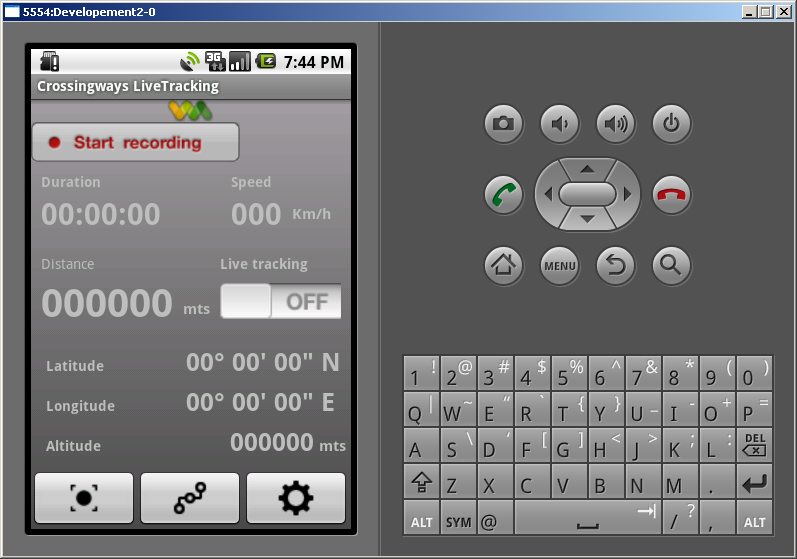 5554:Developement2-0
3G 7:44 PM
Crossingways LiveTracking
Start recording
Duration Speed
00:00:00 000 Km/h
Distance Live tracking
000000 mts OFF
Latitude 00° 00' 00" N
Longitude 00° 00' 00" E
Altitude 000000 mts
MENU
1 ! 2 @ 3 # 4 $ 5 % 6 ^ 7 & 8 * 9 ( 0 )
Q | W ~ E “ R ` T { Y } U _ I - O + P =
A S \ D ‘ F [ G ] H < J > K ; L : DEL
Z X C V B N M .
ALT SYM @ / ? , ALT